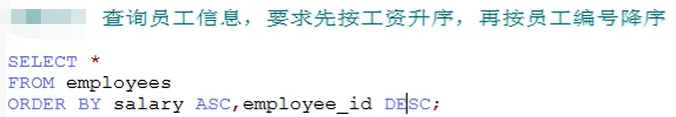 查询员工信息，要求先按工资升序，再按员工编号降序
SELECT *
FROM employees
ORDER BY salary ASC,employee_id DESC;